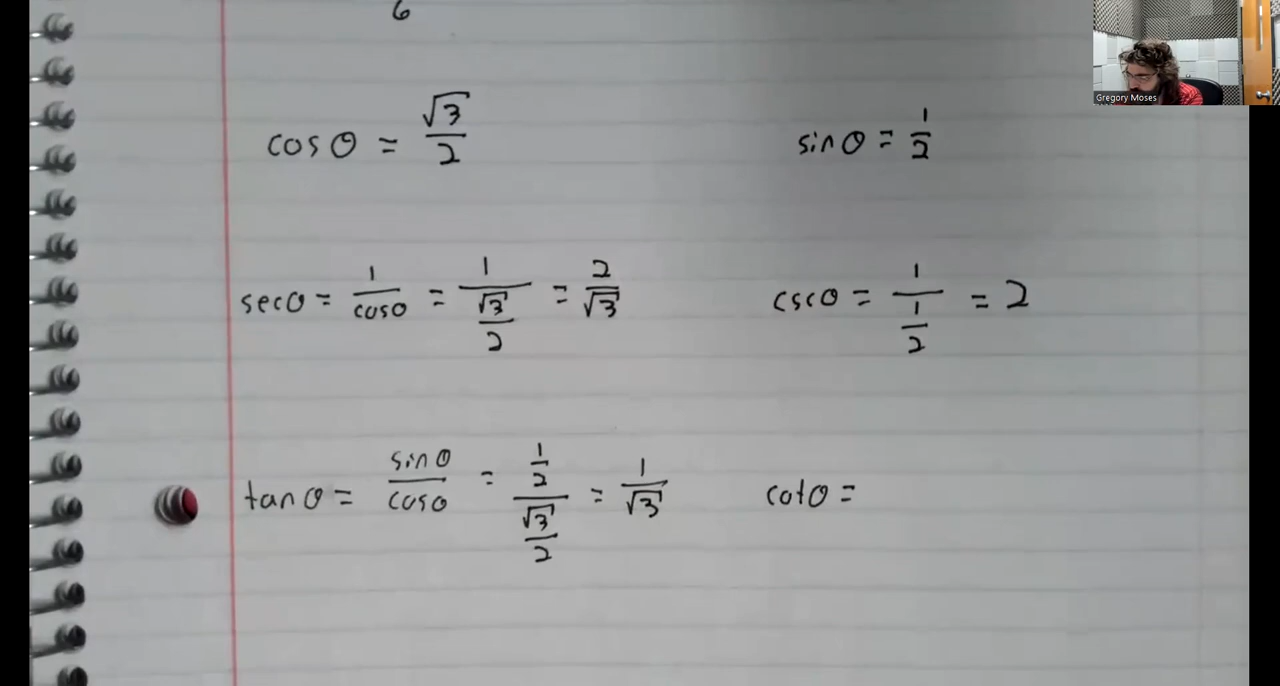 6
Gregory Moses
cos θ = √3/2
sin θ = 1/2
sec θ = 1/cos θ = 1/(√3/2) = 2/√3
csc θ = 1/(1/2) = 2
tan θ = sin θ/cos θ = (1/2)/(√3/2) = 1/√3
cot θ =